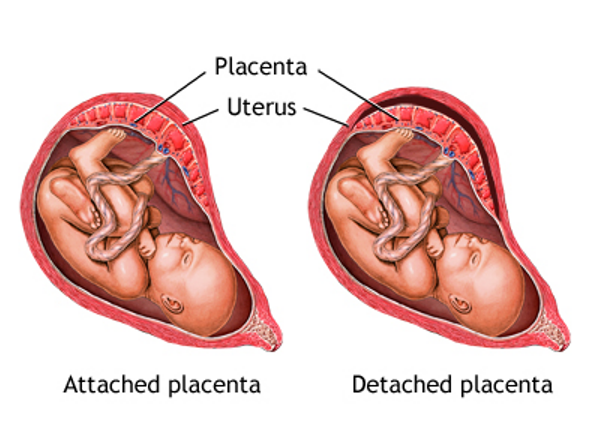 Placenta
Uterus
Attached placenta
Detached placenta